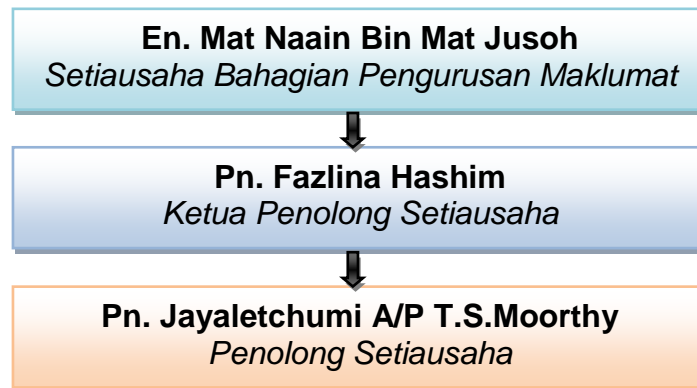 En. Mat Naain Bin Mat Jusoh
Setiausaha Bahagian Pengurusan Maklumat
Pn. Fazlina Hashim
Ketua Penolong Setiausaha
Pn. Jayaletchumi A/P T.S.Moorthy
Penolong Setiausaha